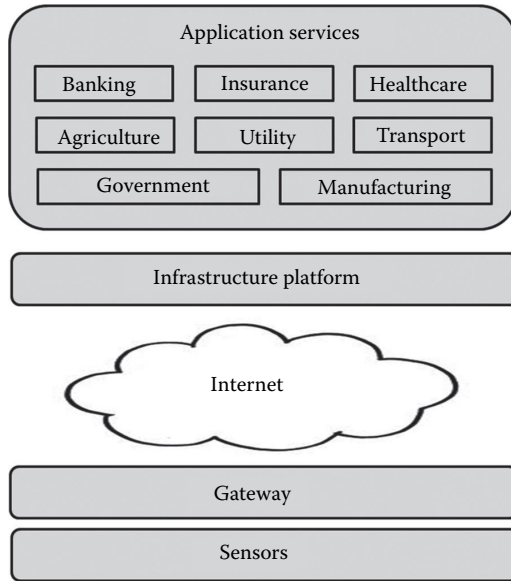 Application services
Banking
Insurance
Healthcare
Agriculture
Utility
Transport
Government
Manufacturing
Infrastructure platform
Internet
Gateway
Sensors